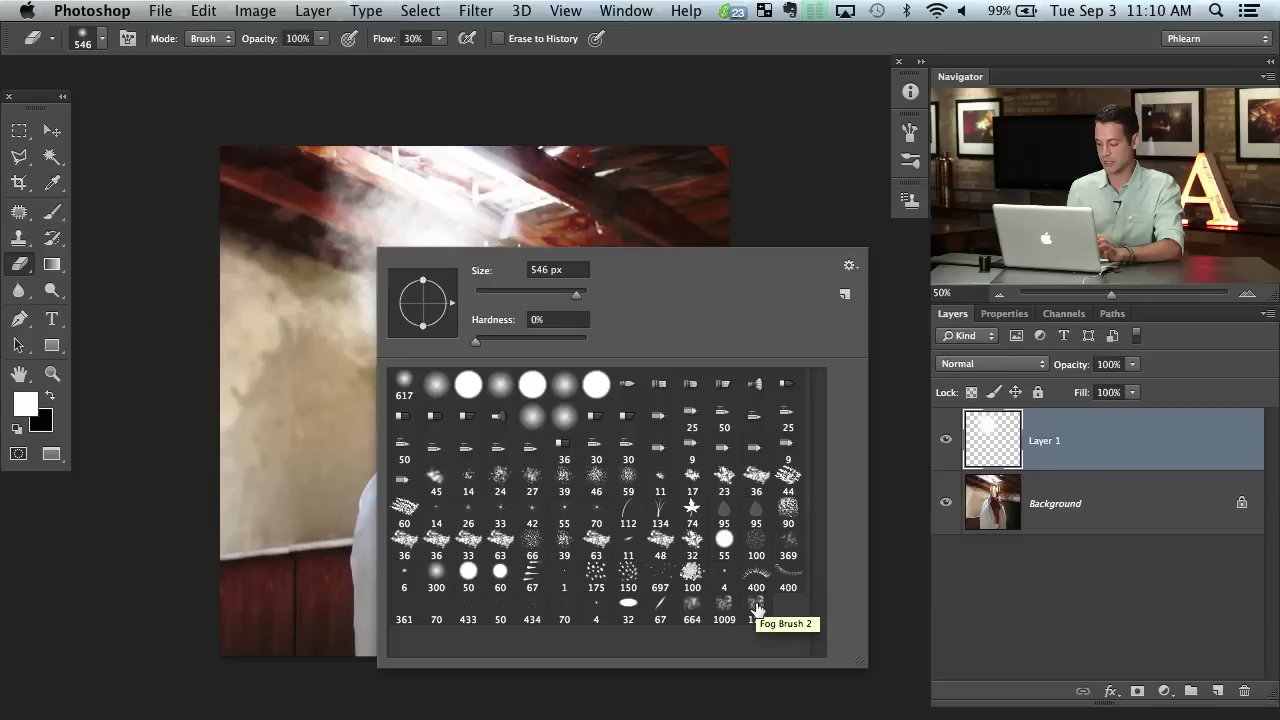 Photoshop File Edit Image Layer Type Select Filter 3D View Window Help 23 99% Tue Sep 3 11:10 AM
546 Mode: Brush Opacity: 100% Flow: 30% Erase to History Phlearn
Navigator
A
50%
Size: 546 px
Hardness: 0%
617
25 50 25
50 36 30 30 9 9
45 14 24 27 39 46 59 11 17 23 36 44
60 14 26 33 42 55 70 112 134 74 95 95 90
36 36 33 63 66 39 63 11 48 32 55 100 369
6 300 50 60 67 1 175 150 697 100 4 400 400
361 70 433 50 434 70 4 32 67 664 1009
Fog Brush 2
Layers Properties Channels Paths
Kind
Normal Opacity: 100%
Lock: Fill: 100%
Layer 1
Background
T
fx